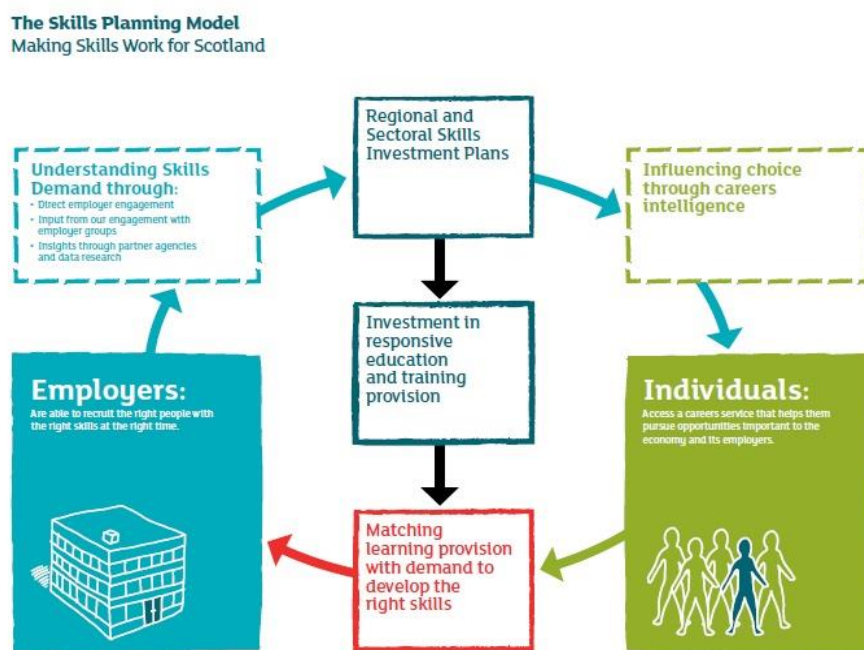 The Skills Planning Model
Making Skills Work for Scotland
Understanding Skills
Demand through:
• Direct employer engagement
• Input from our engagement with
employer groups
• Insights through partner agencies
and data research
Regional and
Sectoral Skills
Investment Plans
Influencing choice
through careers
intelligence
Investment in
responsive
education
and training
provision
Employers:
Are able to recruit the right people with
the right skills at the right time.
Individuals:
Access a careers service that helps them
pursue opportunities important to the
economy and its employers.
Matching
learning provision
with demand to
develop the
right skills